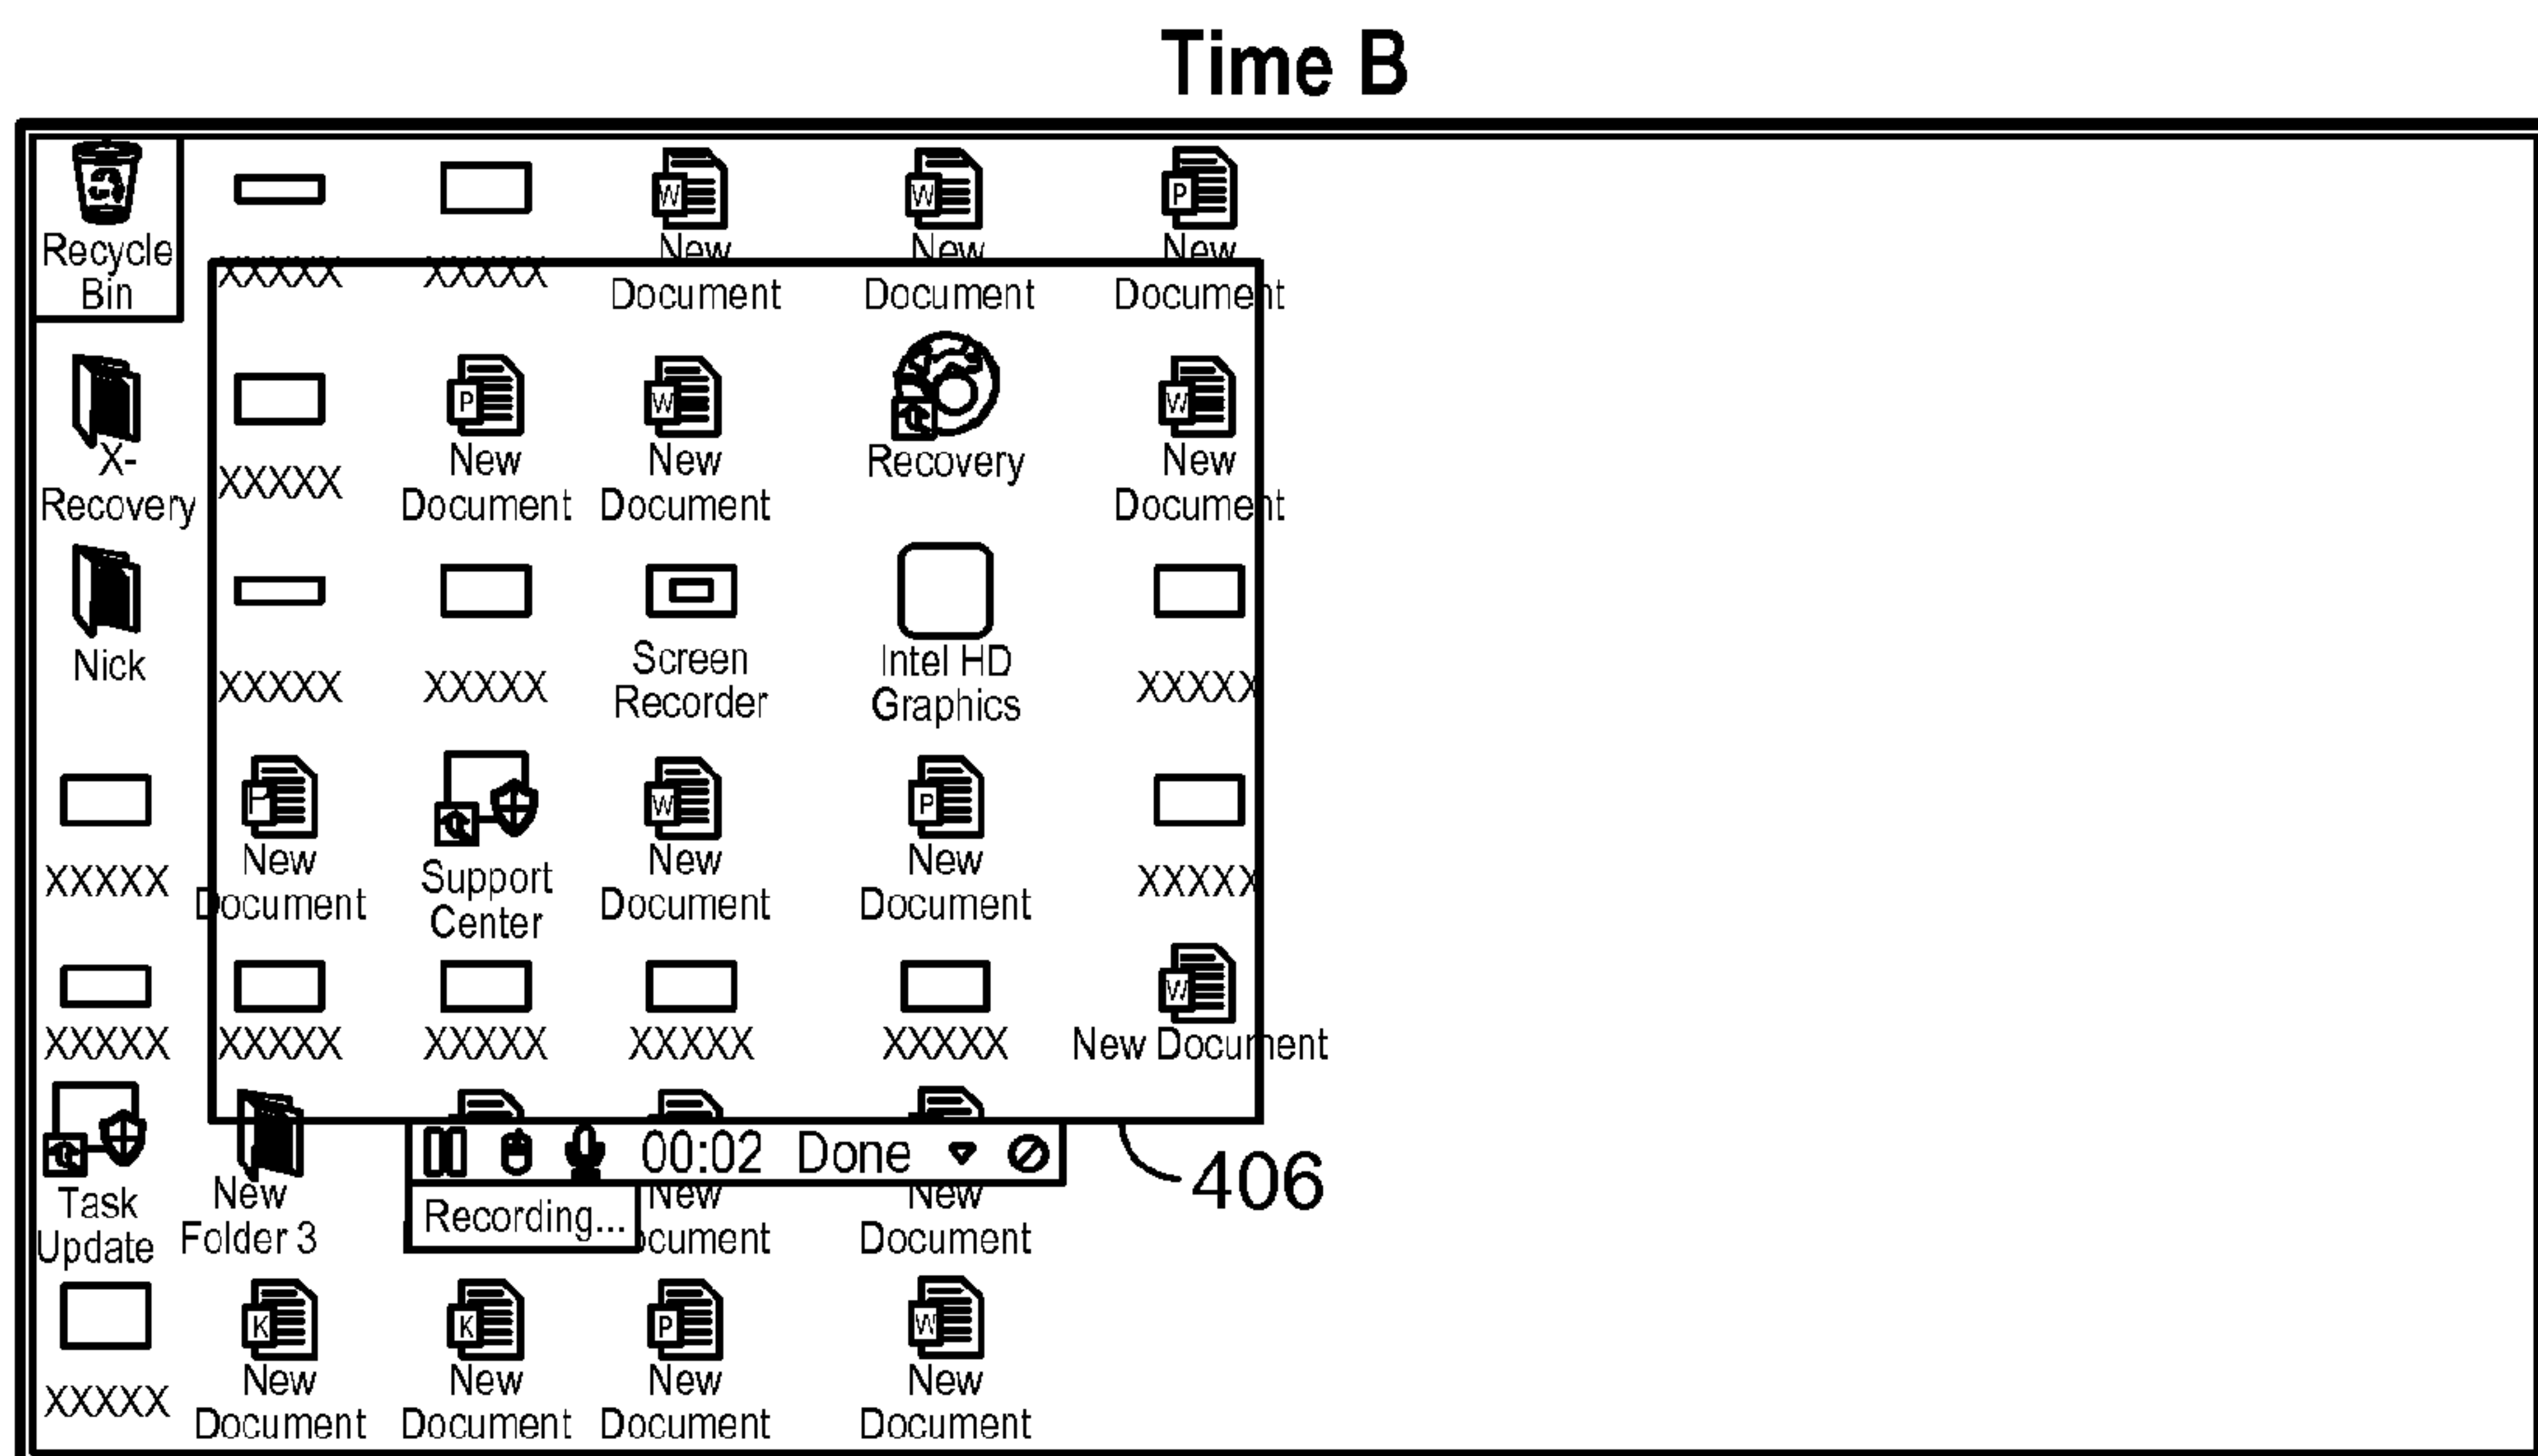 Time B
Recycle
Bin
XXXXX
XXXXX
W
New
Document
W
New
Document
P
New
Document
X-
Recovery
XXXXX
P
New
Document
W
New
Document
Recovery
W
New
Document
Nick
XXXXX
XXXXX
Screen
Recorder
Intel HD
Graphics
XXXXX
XXXXX
P
New
Document
Support
Center
W
New
Document
P
New
Document
XXXXX
XXXXX
XXXXX
XXXXX
XXXXX
XXXXX
W
New Document
Task
Update
New
Folder 3
00:02 Done
406
Recording...
New
ocument
New
Document
XXXXX
K
New
Document
K
New
Document
P
New
Document
W
New
Document